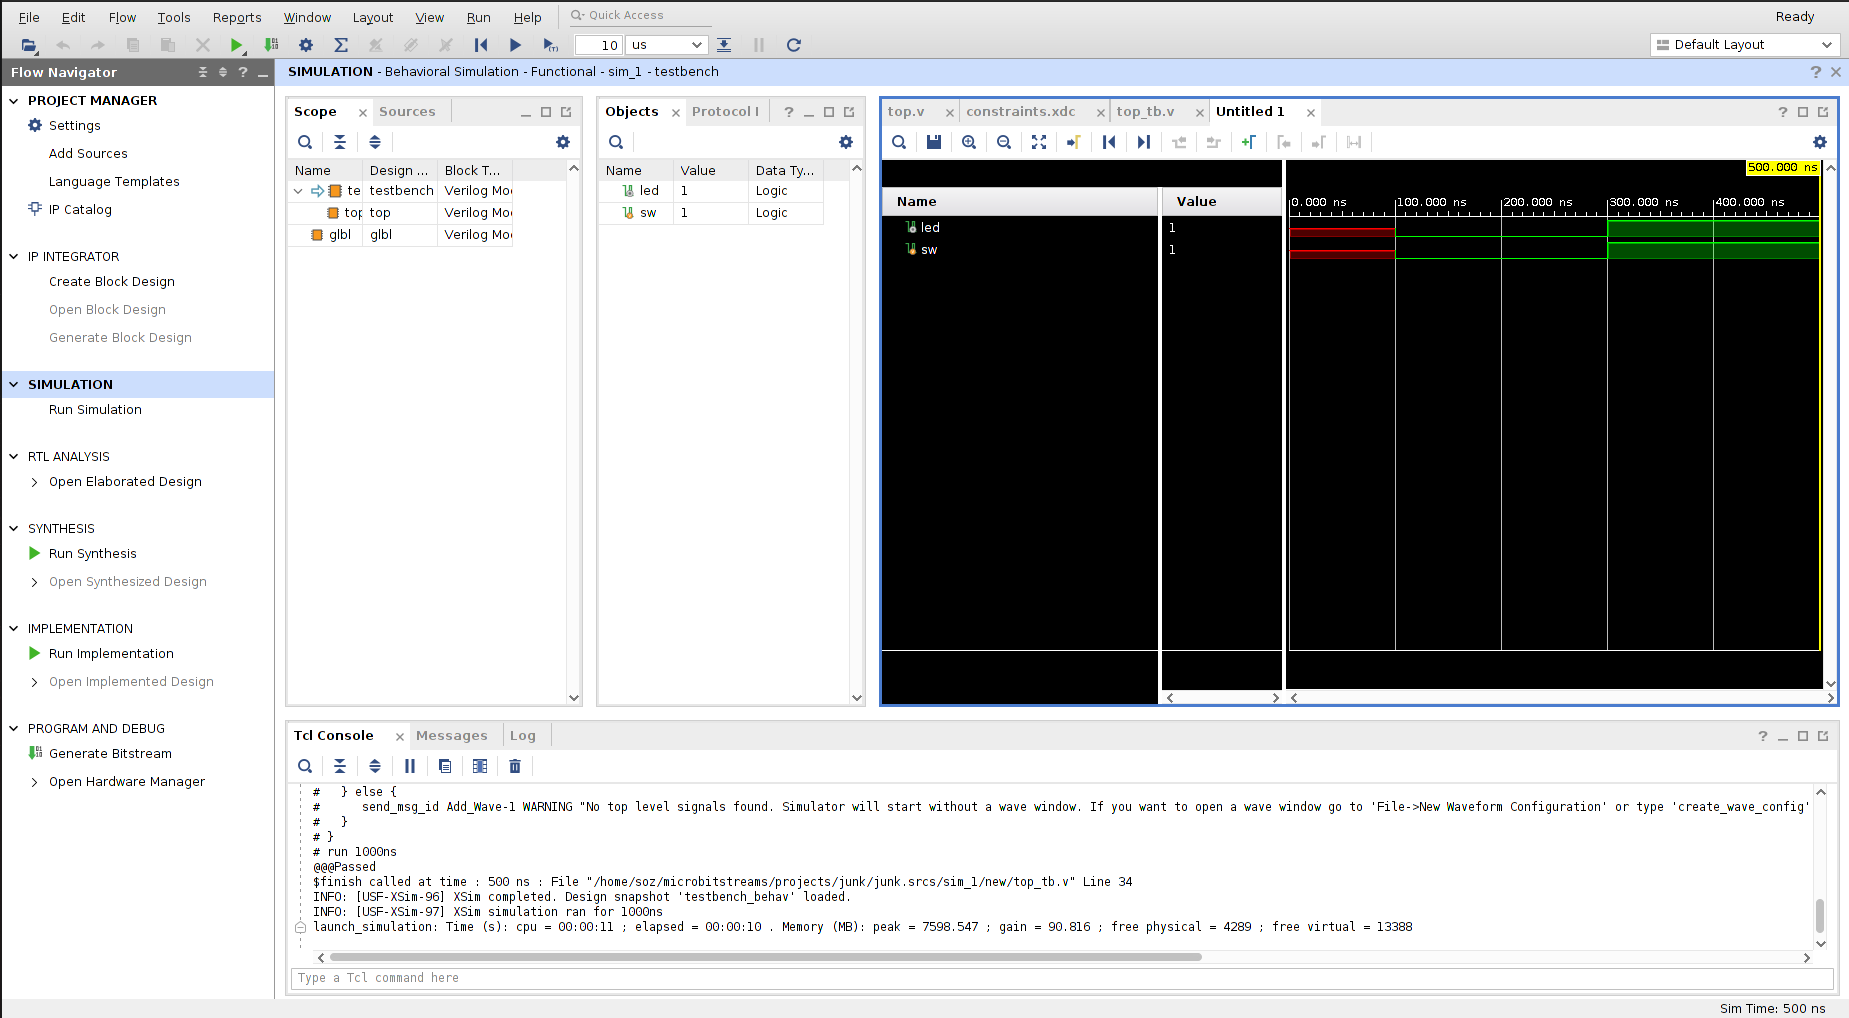 File Edit Flow Tools Reports Window Layout View Run Help Quick Access Ready
10 us Default Layout
Flow Navigator
SIMULATION - Behavioral Simulation - Functional - sim_1 - testbench
PROJECT MANAGER
Settings
Add Sources
Language Templates
IP Catalog
IP INTEGRATOR
Create Block Design
Open Block Design
Generate Block Design
SIMULATION
Run Simulation
RTL ANALYSIS
Open Elaborated Design
SYNTHESIS
Run Synthesis
Open Synthesized Design
IMPLEMENTATION
Run Implementation
Open Implemented Design
PROGRAM AND DEBUG
Generate Bitstream
Open Hardware Manager
Scope Sources
Name Design ... Block T...
te testbench Verilog Mo
top top Verilog Mo
glbl glbl Verilog Mo
Objects Protocol I
Name Value Data Ty...
led 1 Logic
sw 1 Logic
top.v constraints.xdc top_tb.v Untitled 1
500.000 ns
Name Value
0.000 ns 100.000 ns 200.000 ns 300.000 ns 400.000 ns
led 1
sw 1
Tcl Console Messages Log
# } else {
# send_msg_id Add_Wave-1 WARNING "No top level signals found. Simulator will start without a wave window. If you want to open a wave window go to 'File->New Waveform Configuration' or type 'create_wave_config'
# }
# }
# run 1000ns
@@@Passed
$finish called at time : 500 ns : File "/home/soz/microbitstreams/projects/junk/junk.srcs/sim_1/new/top_tb.v" Line 34
INFO: [USF-XSim-96] XSim completed. Design snapshot 'testbench_behav' loaded.
INFO: [USF-XSim-97] XSim simulation ran for 1000ns
launch_simulation: Time (s): cpu = 00:00:11 ; elapsed = 00:00:10 . Memory (MB): peak = 7598.547 ; gain = 90.816 ; free physical = 4289 ; free virtual = 13388
Type a Tcl command here
Sim Time: 500 ns